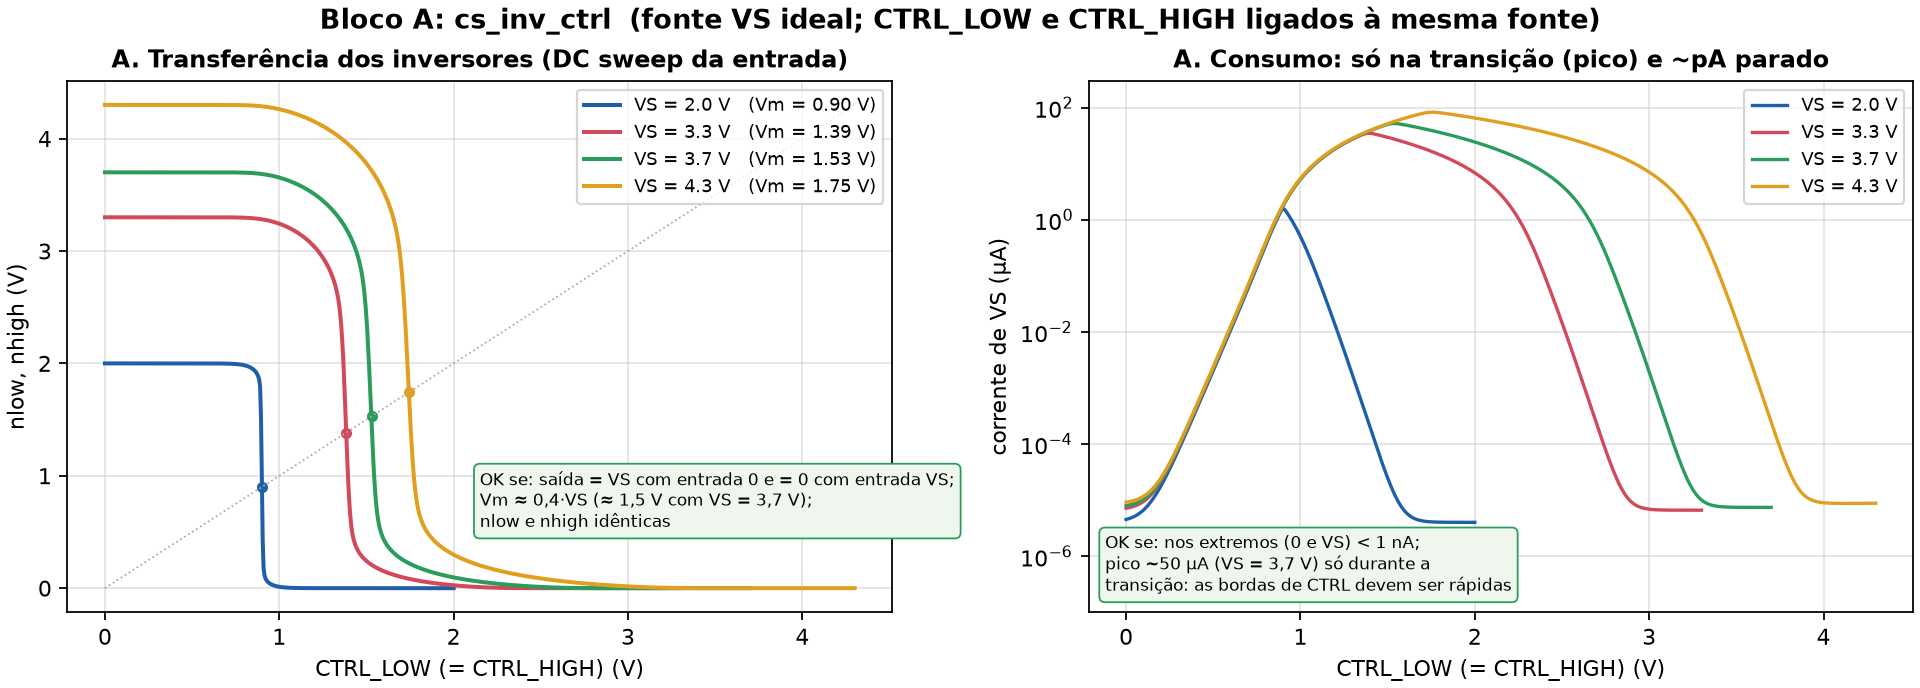 Bloco A: cs_inv_ctrl  (fonte VS ideal; CTRL_LOW e CTRL_HIGH ligados à mesma fonte)
A. Transferência dos inversores (DC sweep da entrada)
nlow, nhigh (V)
4
3
2
1
0
VS = 2.0 V   (Vm = 0.90 V)
VS = 3.3 V   (Vm = 1.39 V)
VS = 3.7 V   (Vm = 1.53 V)
VS = 4.3 V   (Vm = 1.75 V)
OK se: saída = VS com entrada 0 e = 0 com entrada VS;
Vm ≈ 0,4·VS (≈ 1,5 V com VS = 3,7 V);
nlow e nhigh idênticas
0 1 2 3 4
CTRL_LOW (= CTRL_HIGH) (V)
A. Consumo: só na transição (pico) e ~pA parado
corrente de VS (µA)
10²
10⁰
10⁻²
10⁻⁴
10⁻⁶
VS = 2.0 V
VS = 3.3 V
VS = 3.7 V
VS = 4.3 V
OK se: nos extremos (0 e VS) < 1 nA;
pico ~50 µA (VS = 3,7 V) só durante a
transição: as bordas de CTRL devem ser rápidas
0 1 2 3 4
CTRL_LOW (= CTRL_HIGH) (V)